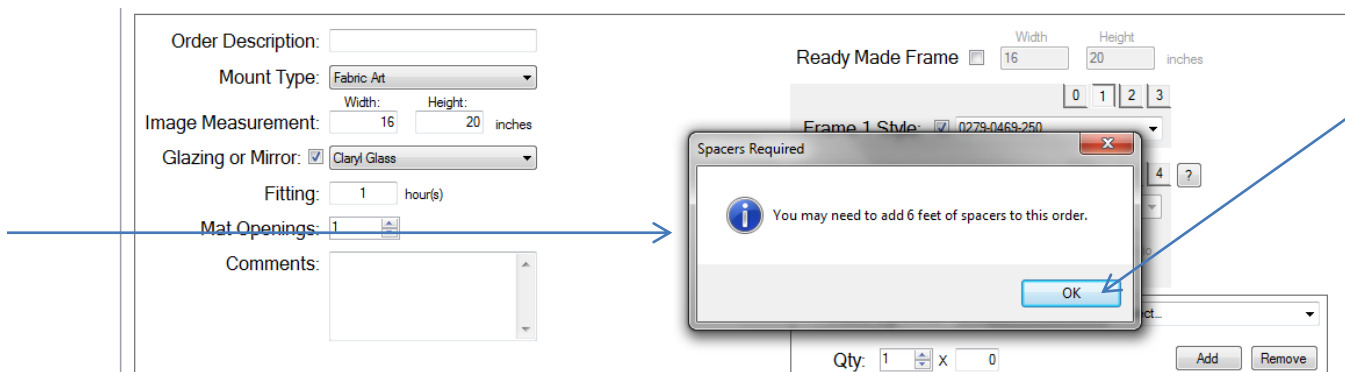 Order Description:
Mount Type: Fabric Art
Width: Height:
Image Measurement: 16 20 inches
Glazing or Mirror: Claryl Glass
Fitting: 1 hour(s)
Mat Openings: 1
Comments:
Width Height
Ready Made Frame 16 20 inches
0 1 2 3
Frame 1 Style: 0279-0469-250
4 ?
Spacers Required
You may need to add 6 feet of spacers to this order.
OK
Qty: 1 X 0
Add Remove